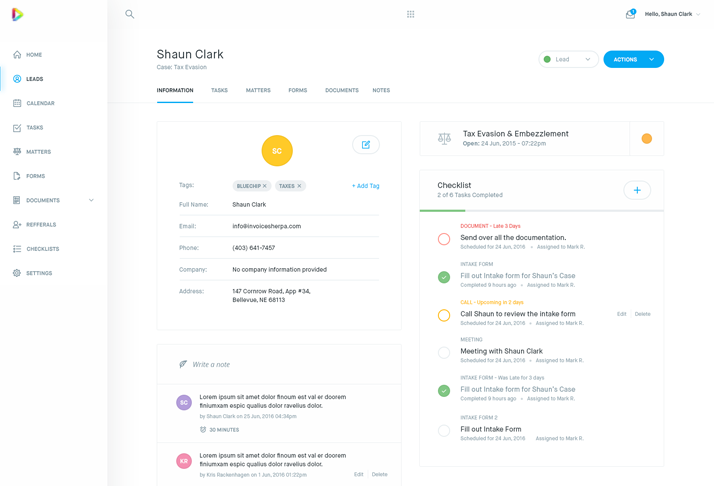 Hello, Shaun Clark
HOME
LEADS
CALENDAR
TASKS
MATTERS
FORMS
DOCUMENTS
REFFERALS
CHECKLISTS
SETTINGS
Shaun Clark
Case: Tax Evasion
Lead
ACTIONS
INFORMATION TASKS MATTERS FORMS DOCUMENTS NOTES
SC
Tags: BLUECHIP TAXES + Add Tag
Full Name: Shaun Clark
Email: info@invoicesherpa.com
Phone: (403) 641-7457
Company: No company information provided
Address: 147 Cornrow Road, App #34,
Bellevue, NE 68113
Write a note
SC
Lorem ipsum sit amet dolor finoum est val er doorem
finiumxam espic qualius dolor ravelius dolor.
by Shaun Clark on 25 Jun, 2016 04:34pm
30 MINUTES
KR
Lorem ipsum sit amet dolor finoum est val er doorem
finiumxam espic qualius dolor ravelius dolor.
by Kris Rackenhagen on 1 Jun, 2016 01:22pm
Edit Delete
Tax Evasion & Embezzlement
Open: 24 Jun, 2015 - 07:22pm
Checklist
2 of 6 Tasks Completed
DOCUMENT - Late 3 Days
Send over all the documentation.
Scheduled for 24 Jun, 2016 • Assigned to Mark R.
INTAKE FORM
Fill out Intake form for Shaun's Case
Completed 9 hours ago • Assigned to Mark R.
CALL - Upcoming in 2 days
Call Shaun to review the intake form
Edit Delete
Scheduled for 24 Jun, 2016 • Assigned to Mark R.
MEETING
Meeting with Shaun Clark
Scheduled for 24 Jun, 2016 • Assigned to Mark R.
INTAKE FORM - Was Late for 3 days
Fill out Intake form for Shaun's Case
Completed 9 hours ago • Assigned to Mark R.
INTAKE FORM 2
Fill out Intake Form
Scheduled for 24 Jun, 2016 Assigned to Mark R.